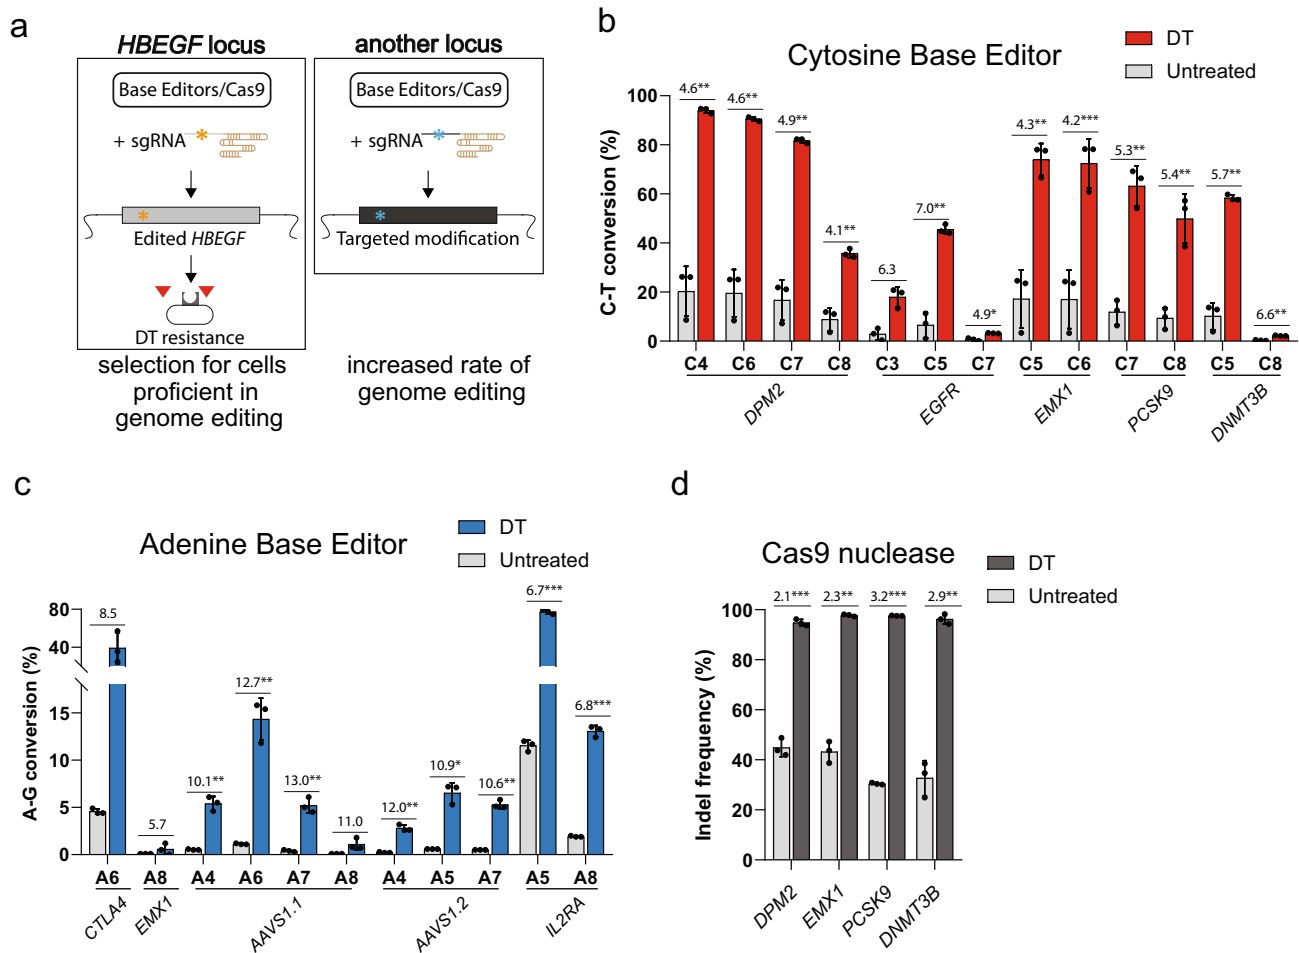 a
HBEGF locus
another locus
Base Editors/Cas9
Base Editors/Cas9
+ sgRNA *
+ sgRNA *
*
*
Edited HBEGF
Targeted modification
DT resistance
selection for cells
proficient in
genome editing
increased rate of
genome editing
b
Cytosine Base Editor
DT
Untreated
C-T conversion (%)
100
80
60
40
20
0
4.6** 4.6** 4.9** 4.1** 6.3 7.0** 4.9* 4.3** 4.2*** 5.3** 5.4** 5.7** 6.6**
C4 C6 C7 C8 C3 C5 C7 C5 C6 C7 C8 C5 C8
DPM2 EGFR EMX1 PCSK9 DNMT3B
c
Adenine Base Editor
DT
Untreated
A-G conversion (%)
80
40
15
10
5
0
8.5 5.7 10.1** 12.7** 13.0** 11.0 12.0** 10.9* 10.6** 6.7*** 6.8***
A6 A8 A4 A6 A7 A8 A4 A5 A7 A5 A8
CTLA4 EMX1 AAVS1.1 AAVS1.2 IL2RA
d
Cas9 nuclease
DT
Untreated
Indel frequency (%)
100
80
60
40
20
0
2.1*** 2.3** 3.2*** 2.9**
DPM2 EMX1 PCSK9 DNMT3B